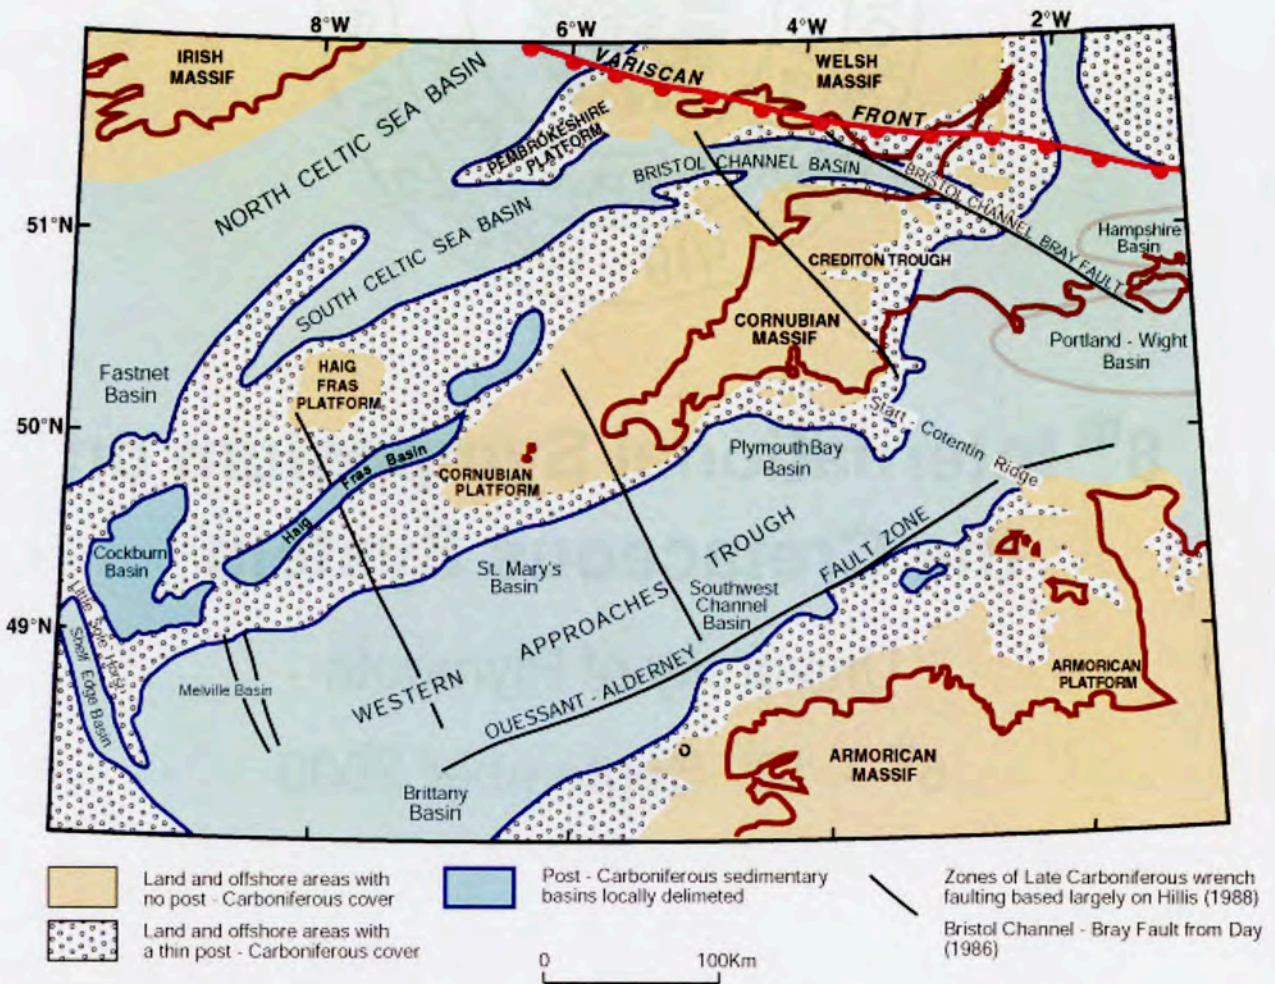 8°W
6°W
4°W
2°W
IRISH
MASSIF
NORTH CELTIC SEA BASIN
VARISCAN
FRONT
WELSH
MASSIF
PEMBROKESHIRE
PLATFORM
BRISTOL CHANNEL BASIN
BRISTOL CHANNEL BRAY FAULT
51°N
SOUTH CELTIC SEA BASIN
Hampshire
Basin
CREDITON TROUGH
CORNUBIAN
MASSIF
Portland - Wight
Basin
Fastnet
Basin
HAIG
FRAS
PLATFORM
50°N
Start Cotentin Ridge
Haig Fras Basin
CORNUBIAN
PLATFORM
Plymouth Bay
Basin
Cockburn
Basin
St. Mary's
Basin
WESTERN APPROACHES TROUGH
Southwest
Channel
Basin
OUESSANT - ALDERNEY FAULT ZONE
49°N
Little Sole Horst
Shelf Edge Basin
Melville Basin
ARMORICAN
PLATFORM
ARMORICAN
MASSIF
Brittany
Basin
Land and offshore areas with
no post - Carboniferous cover
Land and offshore areas with
a thin post - Carboniferous cover
Post - Carboniferous sedimentary
basins locally delimeted
0 100Km
Zones of Late Carboniferous wrench
faulting based largely on Hillis (1988)
Bristol Channel - Bray Fault from Day
(1986)